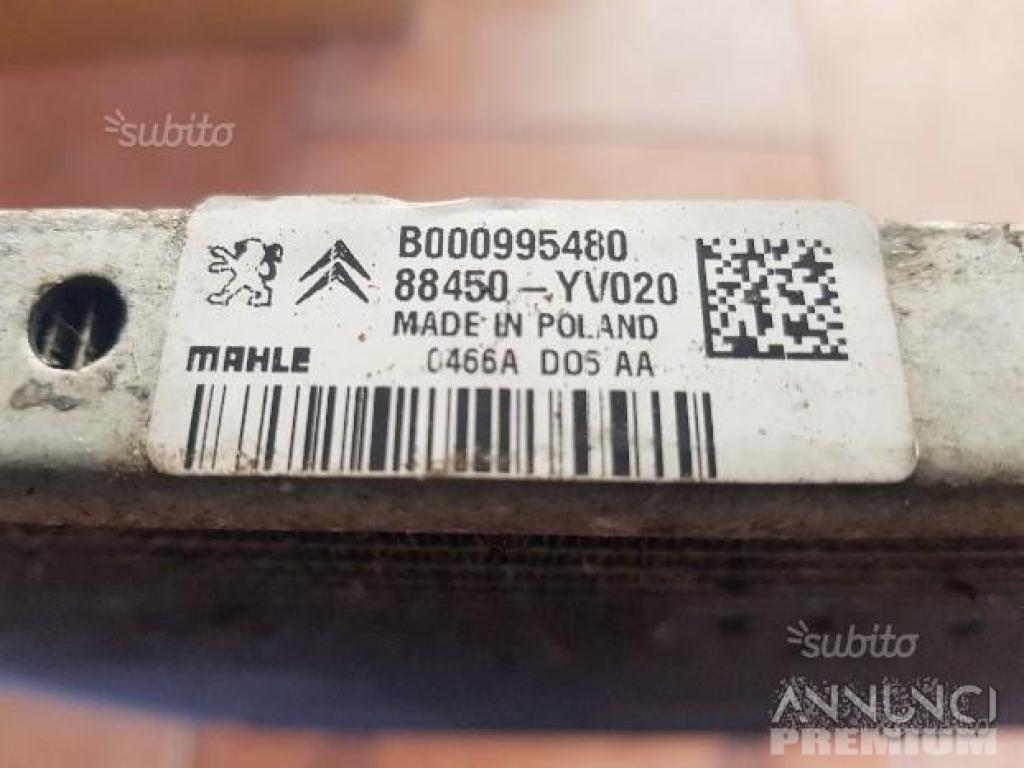 subito
B000995480
88450-YV020
MADE IN POLAND
MAHLE 0466A D05 AA
subito
ANNUNCI
PREMIUM